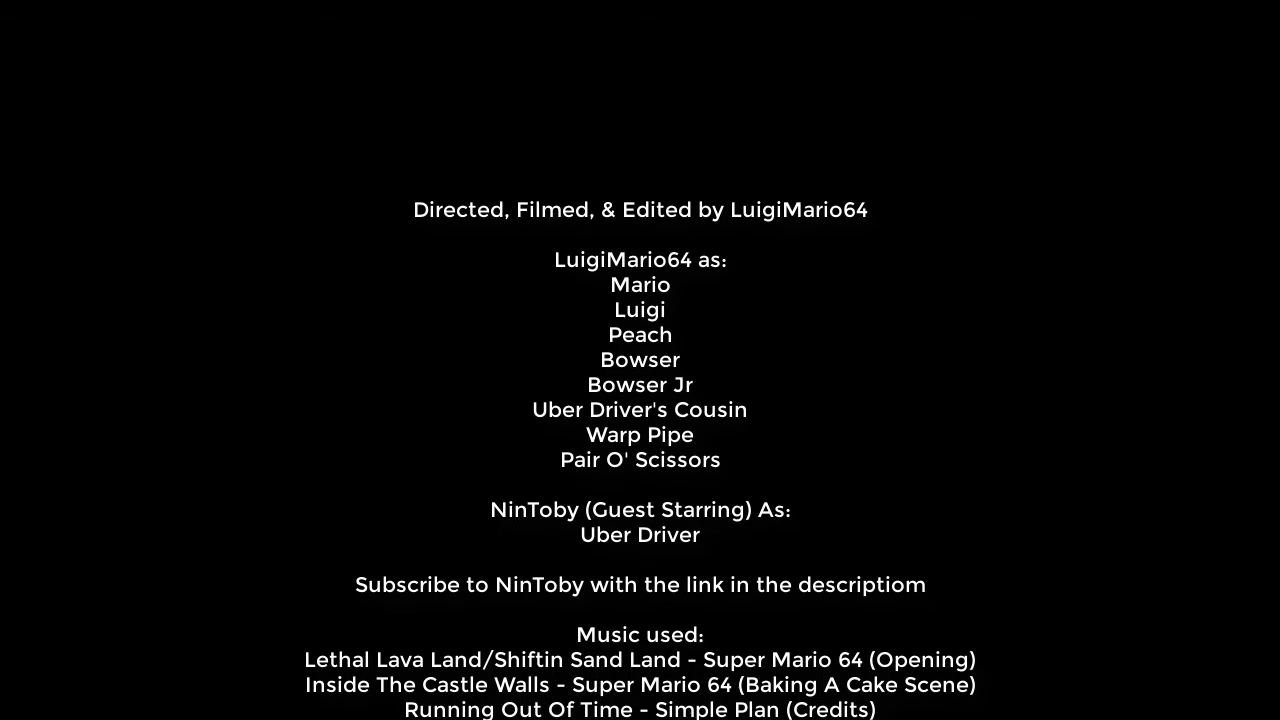 Directed, Filmed, & Edited by LuigiMario64
LuigiMario64 as:
Mario
Luigi
Peach
Bowser
Bowser Jr
Uber Driver's Cousin
Warp Pipe
Pair O' Scissors
NinToby (Guest Starring) As:
Uber Driver
Subscribe to NinToby with the link in the descriptiom
Music used:
Lethal Lava Land/Shiftin Sand Land - Super Mario 64 (Opening)
Inside The Castle Walls - Super Mario 64 (Baking A Cake Scene)
Running Out Of Time - Simple Plan (Credits)